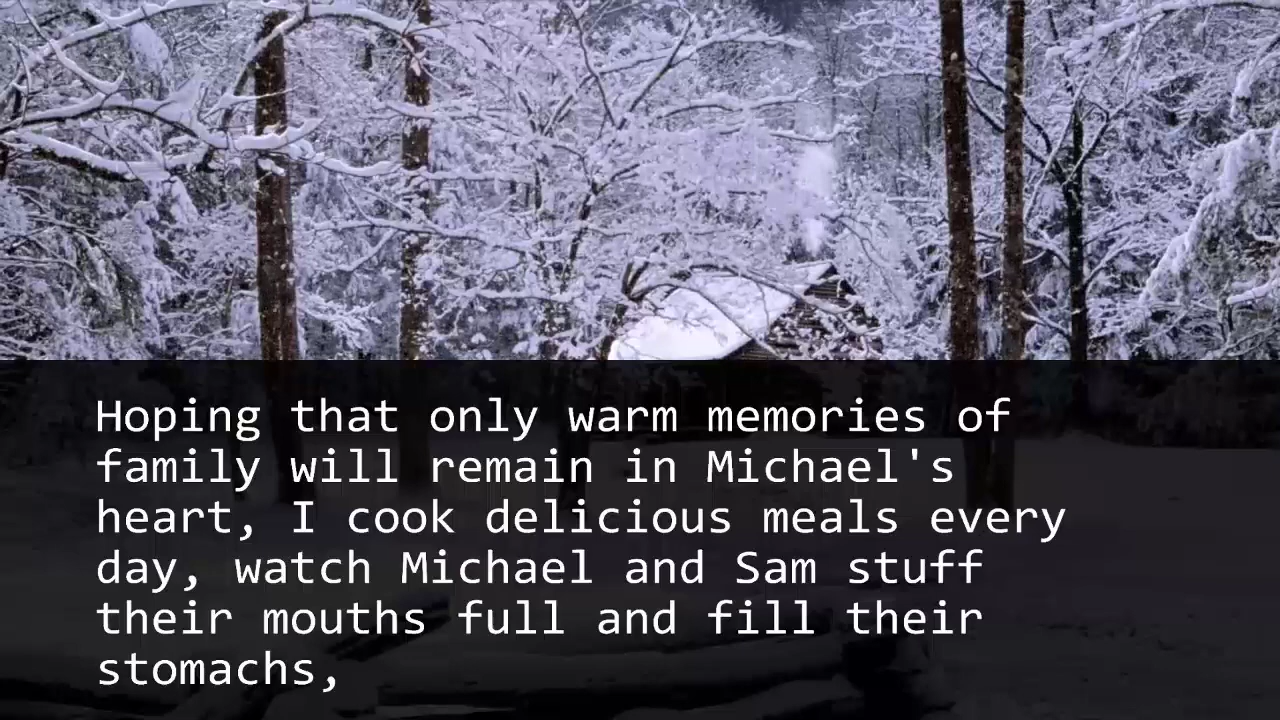 Hoping that only warm memories of
family will remain in Michael's
heart, I cook delicious meals every
day, watch Michael and Sam stuff
their mouths full and fill their
stomachs,